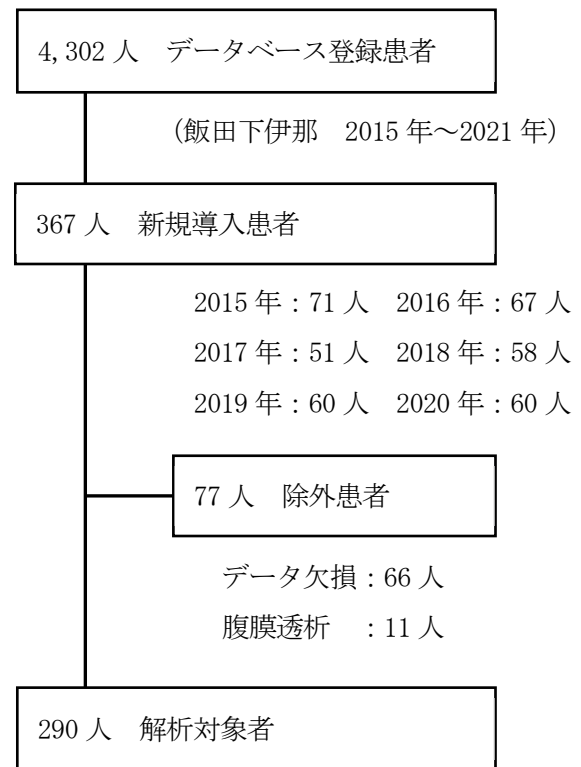 4,302 人　データベース登録患者
(飯田下伊那　2015 年～2021 年)
367 人　新規導入患者
2015 年：71 人　2016 年：67 人
2017 年：51 人　2018 年：58 人
2019 年：60 人　2020 年：60 人
77 人　除外患者
データ欠損：66 人
腹膜透析　：11 人
290 人　解析対象者